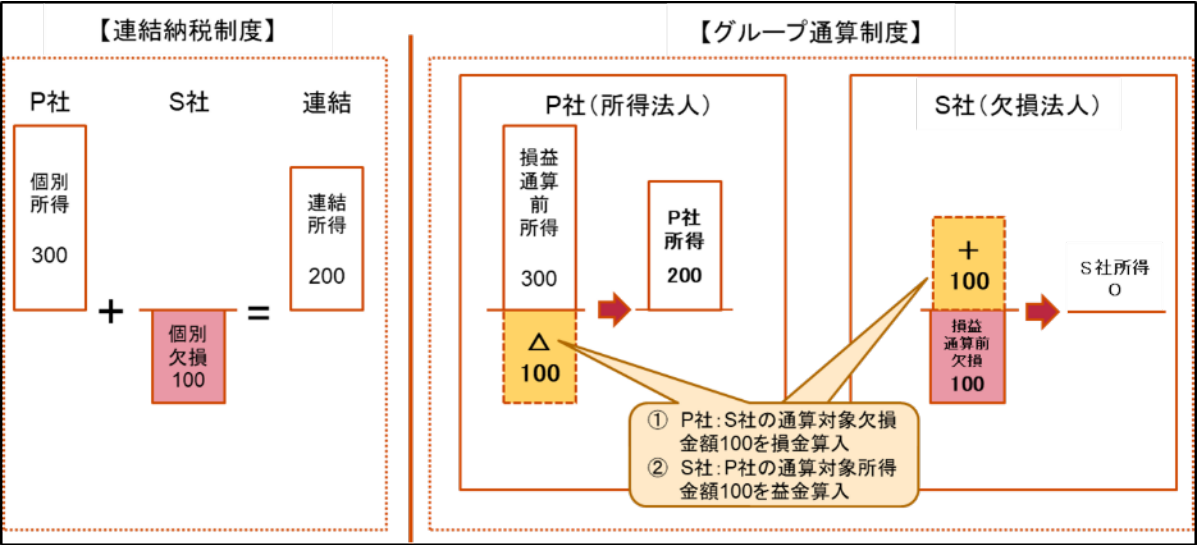 【連結納税制度】
P社
S社
連結
個別
所得
300
+
個別
欠損
100
=
連結
所得
200
【グループ通算制度】
P社（所得法人）
損益
通算
前
所得
300
△
100
P社
所得
200
S社（欠損法人）
+
100
損益
通算前
欠損
100
S社所得
0
① P社：S社の通算対象欠損
金額100を損金算入
② S社：P社の通算対象所得
金額100を益金算入